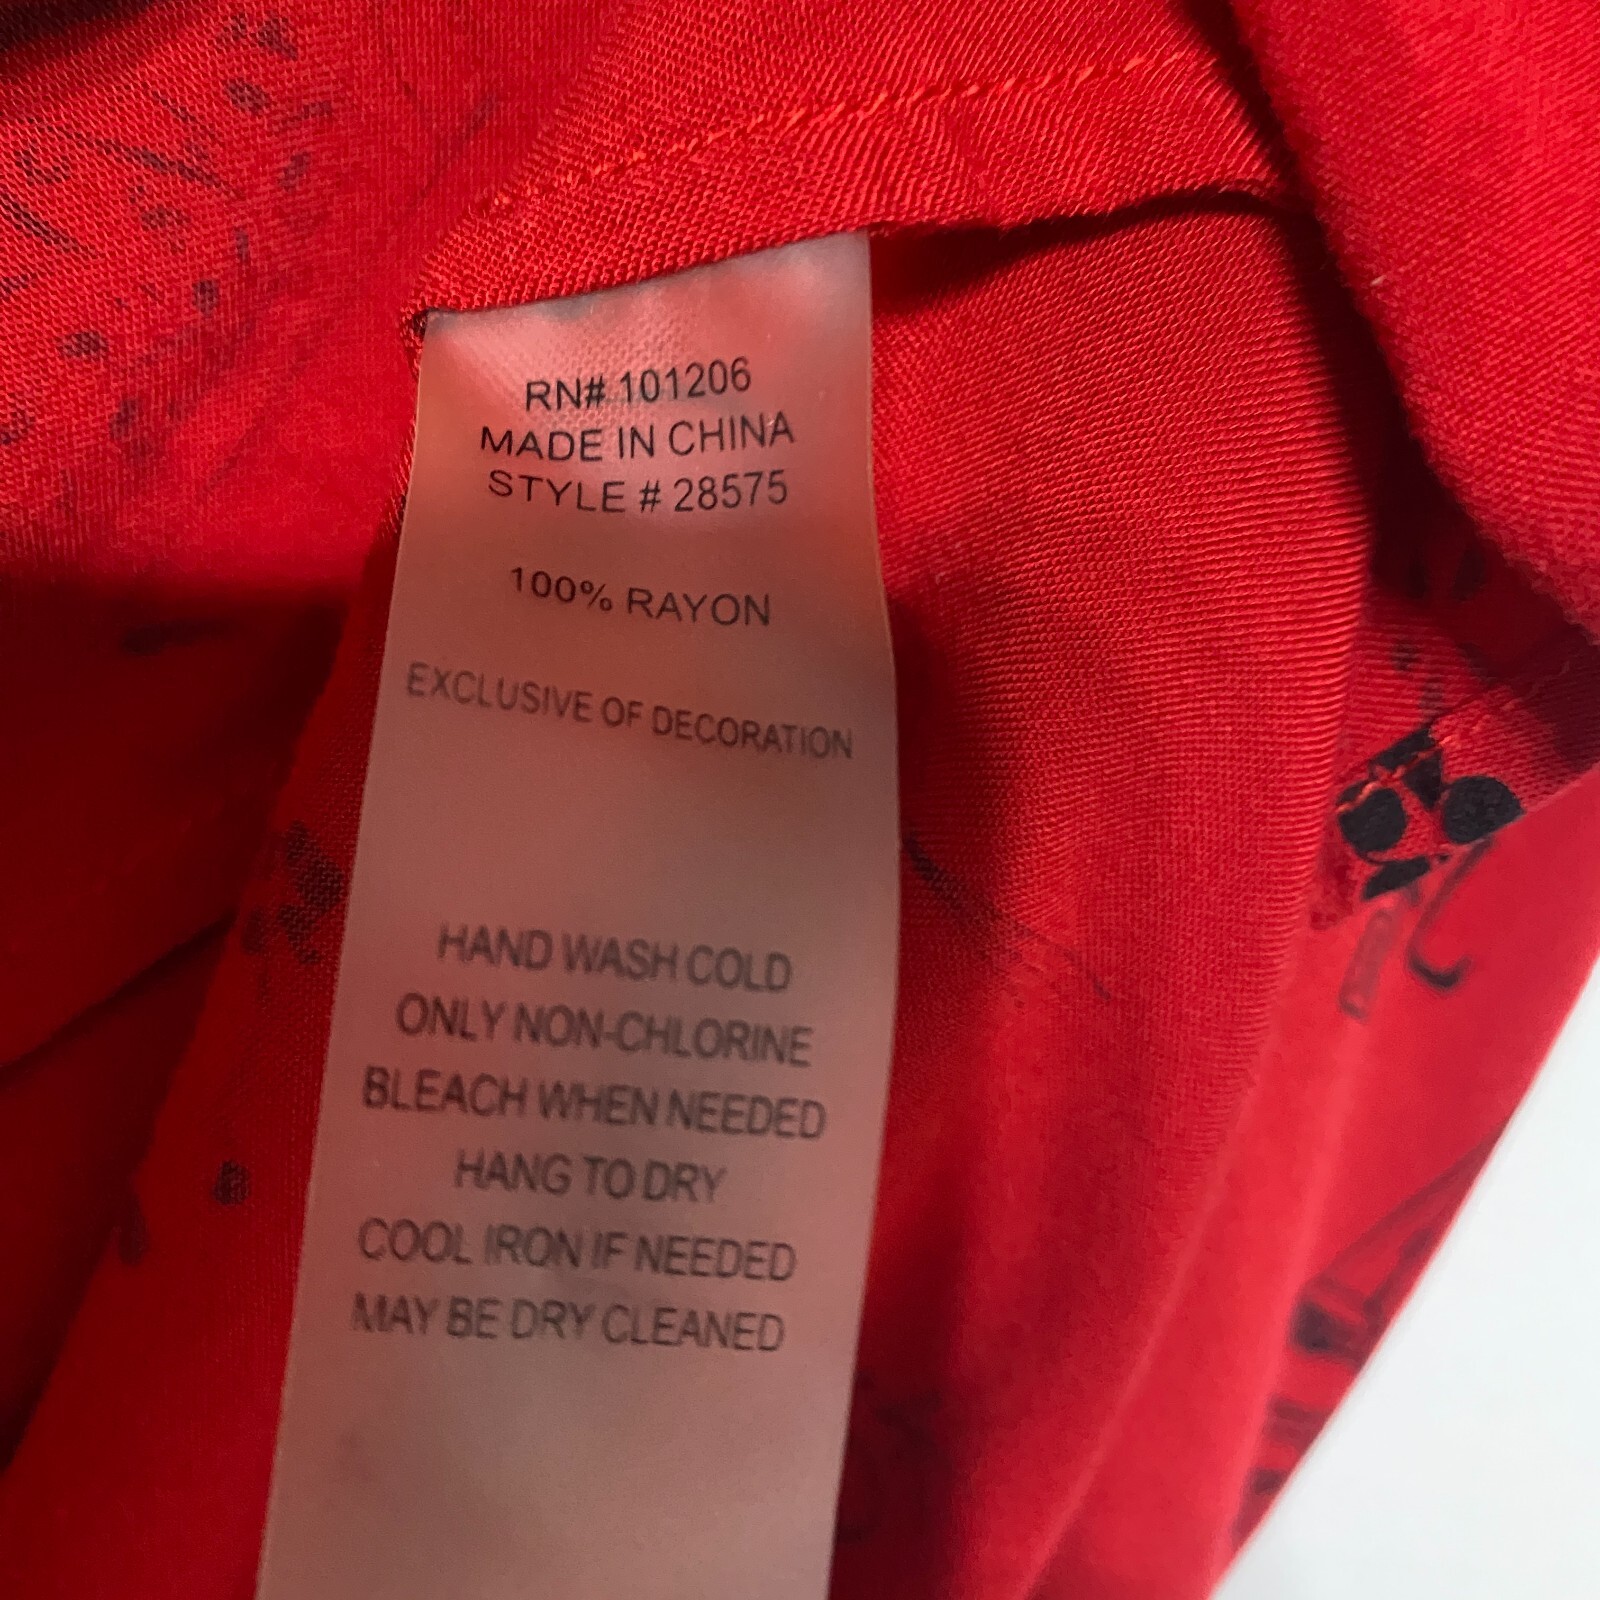 RN# 101206
MADE IN CHINA
STYLE # 28575
100% RAYON
EXCLUSIVE OF DECORATION
HAND WASH COLD
ONLY NON-CHLORINE
BLEACH WHEN NEEDED
HANG TO DRY
COOL IRON IF NEEDED
MAY BE DRY CLEANED